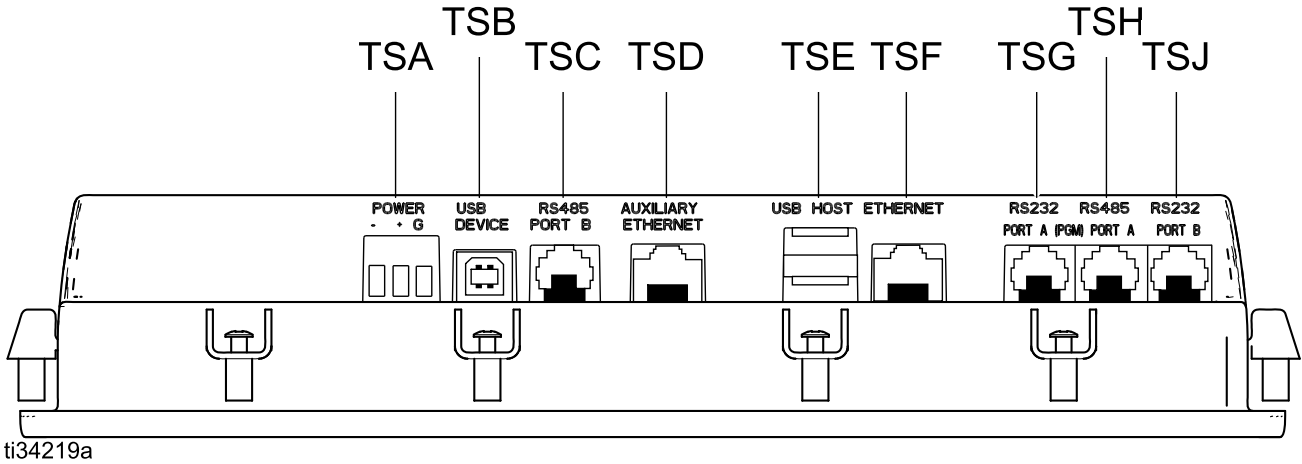 TSB TSH
TSA TSC TSD TSE TSF TSG TSJ
POWER USB RS485 AUXILIARY USB HOST ETHERNET RS232 RS485 RS232
- + G DEVICE PORT B ETHERNET PORT A (PGM) PORT A PORT B
ti34219a